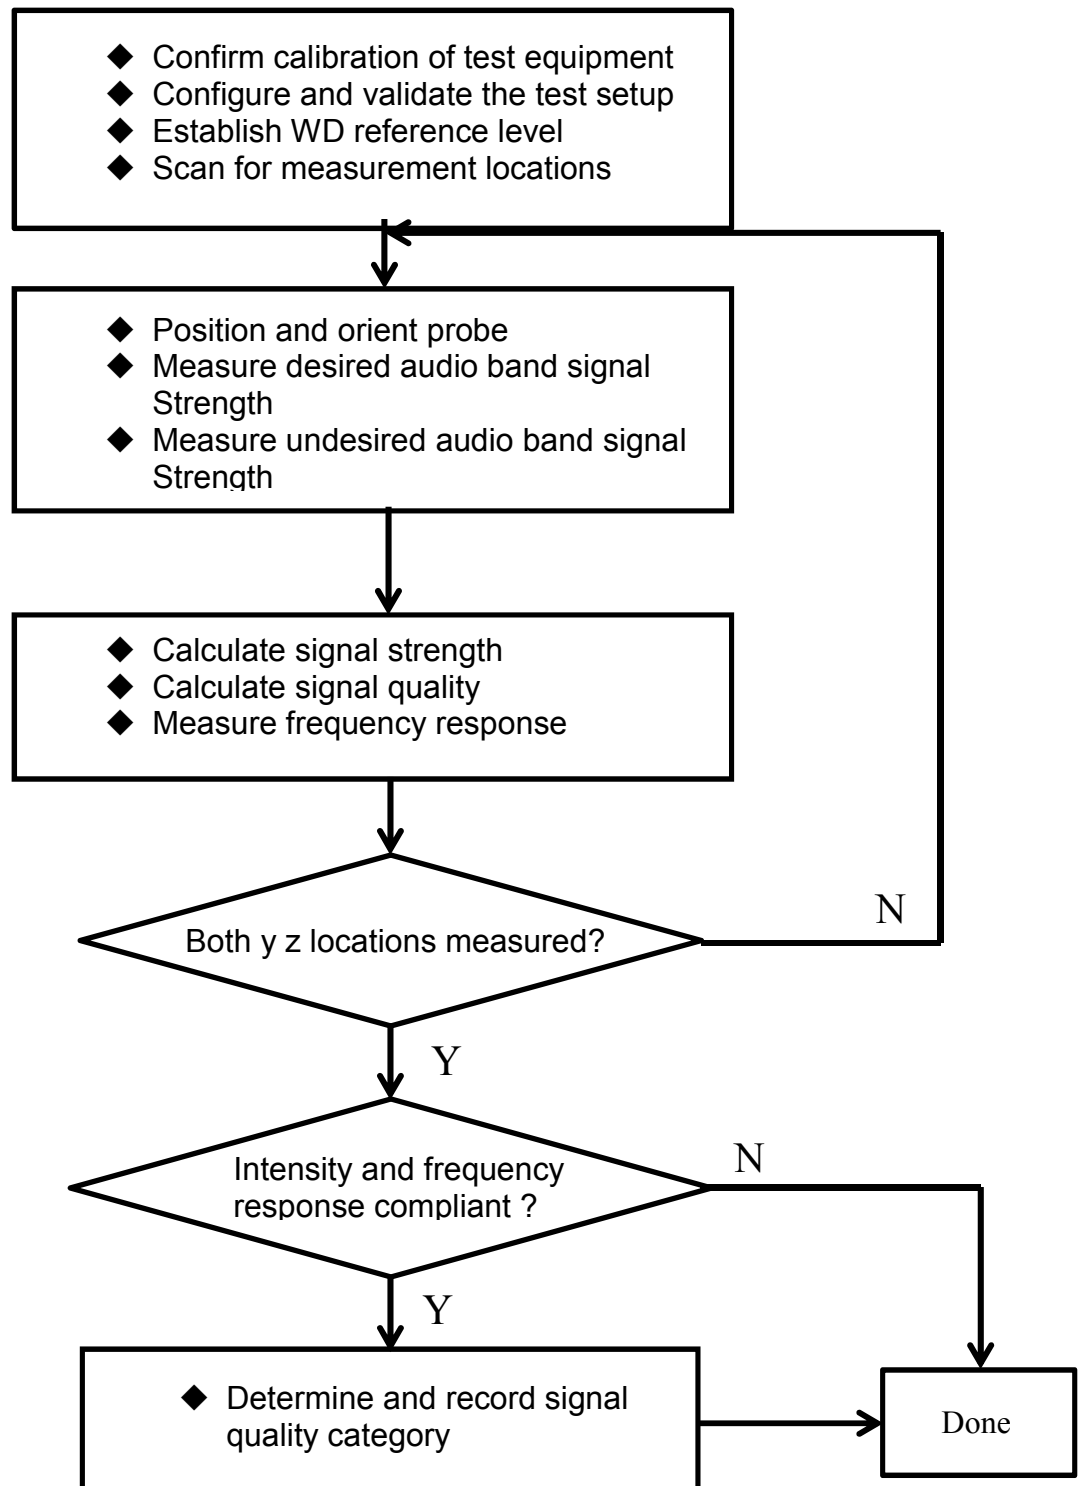 ◆ Confirm calibration of test equipment
◆ Configure and validate the test setup
◆ Establish WD reference level
◆ Scan for measurement locations
◆ Position and orient probe
◆ Measure desired audio band signal
Strength
◆ Measure undesired audio band signal
Strength
◆ Calculate signal strength
◆ Calculate signal quality
◆ Measure frequency response
Both y z locations measured?
N
Y
Intensity and frequency
response compliant ?
N
Y
◆ Determine and record signal
quality category
Done